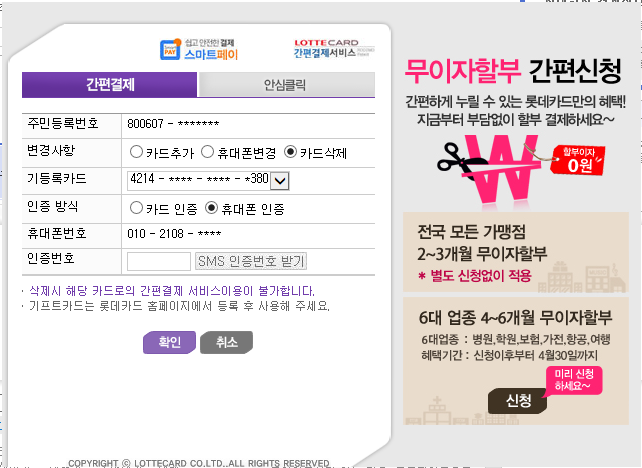 쉽고 안전한 결제
스마트페이
LOTTECARD
간편결제서비스
간편결제
안심클릭
주민등록번호 800607 - *******
변경사항 카드추가 휴대폰변경 카드삭제
기등록카드 4214 - **** - **** - *380
인증 방식 카드 인증 휴대폰 인증
휴대폰번호 010 - 2108 - ****
인증번호 SMS 인증번호 받기
· 삭제시 해당 카드로의 간편결제 서비스이용이 불가합니다.
· 기프트카드는 롯데카드 홈페이지에서 등록 후 사용해 주세요.
확인 취소
COPYRIGHT ⓒ LOTTECARD CO.LTD.,ALL RIGHTS RESERVED
무이자할부 간편신청
간편하게 누릴 수 있는 롯데카드만의 혜택!
지금부터 부담없이 할부 결제하세요~
할부이자
0원
전국 모든 가맹점
2~3개월 무이자할부
* 별도 신청없이 적용
6대 업종 4~6개월 무이자할부
6대업종 : 병원,학원,보험,가전,항공,여행
혜택기간 : 신청이후부터 4월30일까지
미리 신청
하세요~
신청